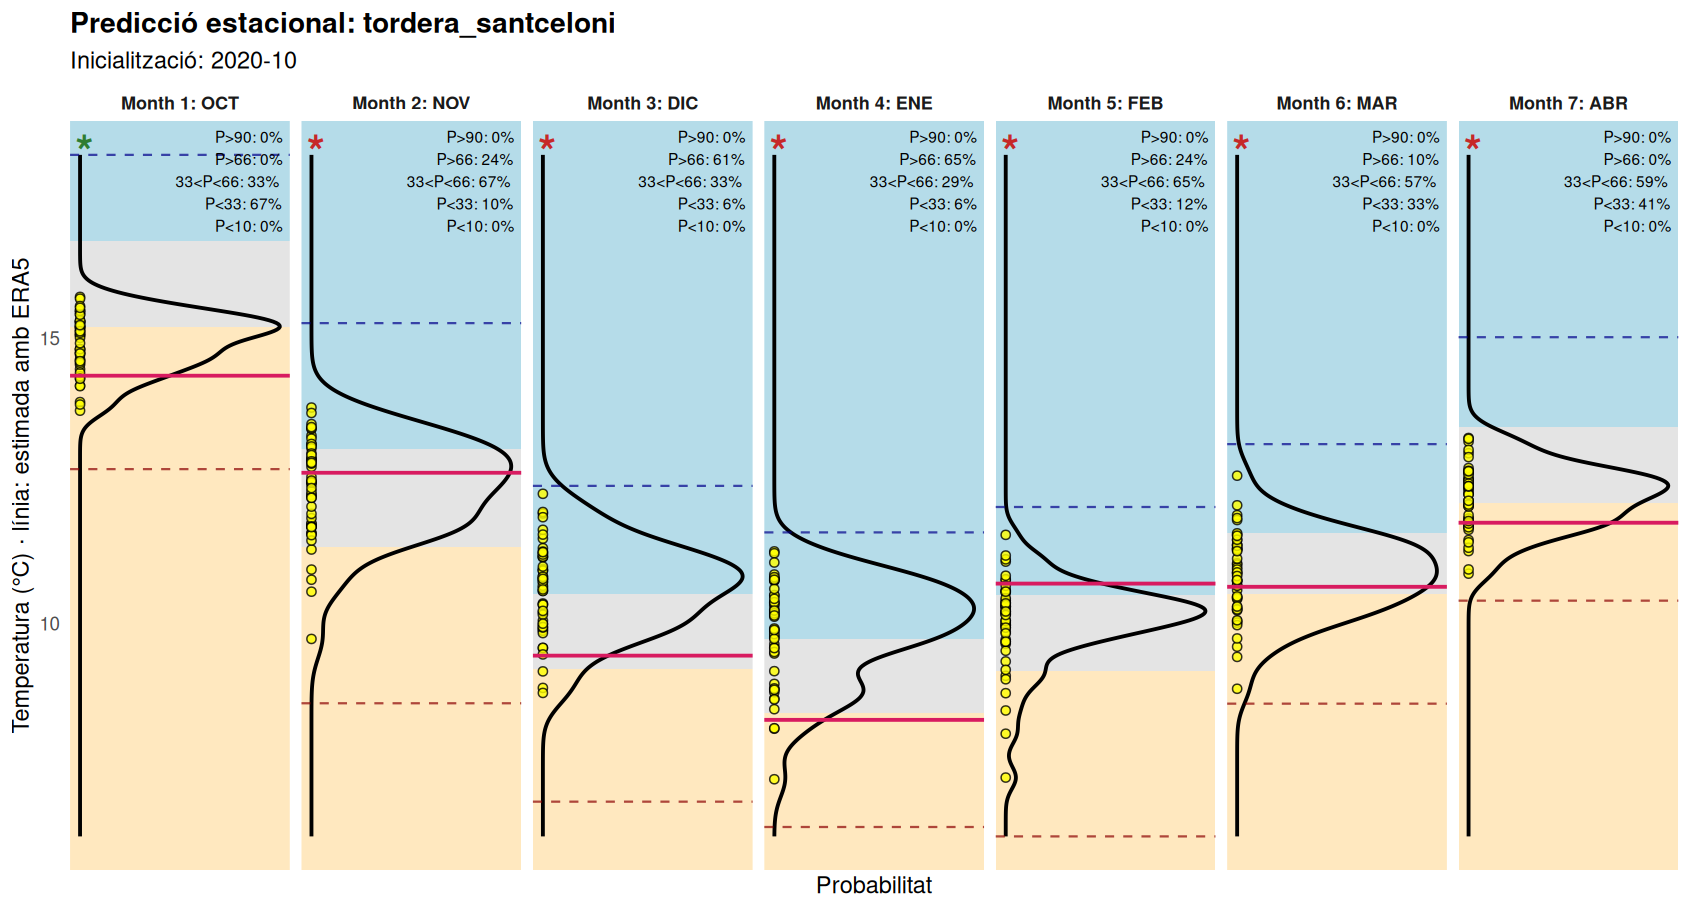 Predicció estacional: tordera_santceloni
Inicialització: 2020-10
Month 1: OCT
Month 2: NOV
Month 3: DIC
Month 4: ENE
Month 5: FEB
Month 6: MAR
Month 7: ABR
*
P>90: 0%
P>66: 0%
33<P<66: 33%
P<33: 67%
P<10: 0%
*
P>90: 0%
P>66: 24%
33<P<66: 67%
P<33: 10%
P<10: 0%
*
P>90: 0%
P>66: 61%
33<P<66: 33%
P<33: 6%
P<10: 0%
*
P>90: 0%
P>66: 65%
33<P<66: 29%
P<33: 6%
P<10: 0%
*
P>90: 0%
P>66: 24%
33<P<66: 65%
P<33: 12%
P<10: 0%
*
P>90: 0%
P>66: 10%
33<P<66: 57%
P<33: 33%
P<10: 0%
*
P>90: 0%
P>66: 0%
33<P<66: 59%
P<33: 41%
P<10: 0%
Temperatura (°C) · línia: estimada amb ERA5
15
10
Probabilitat